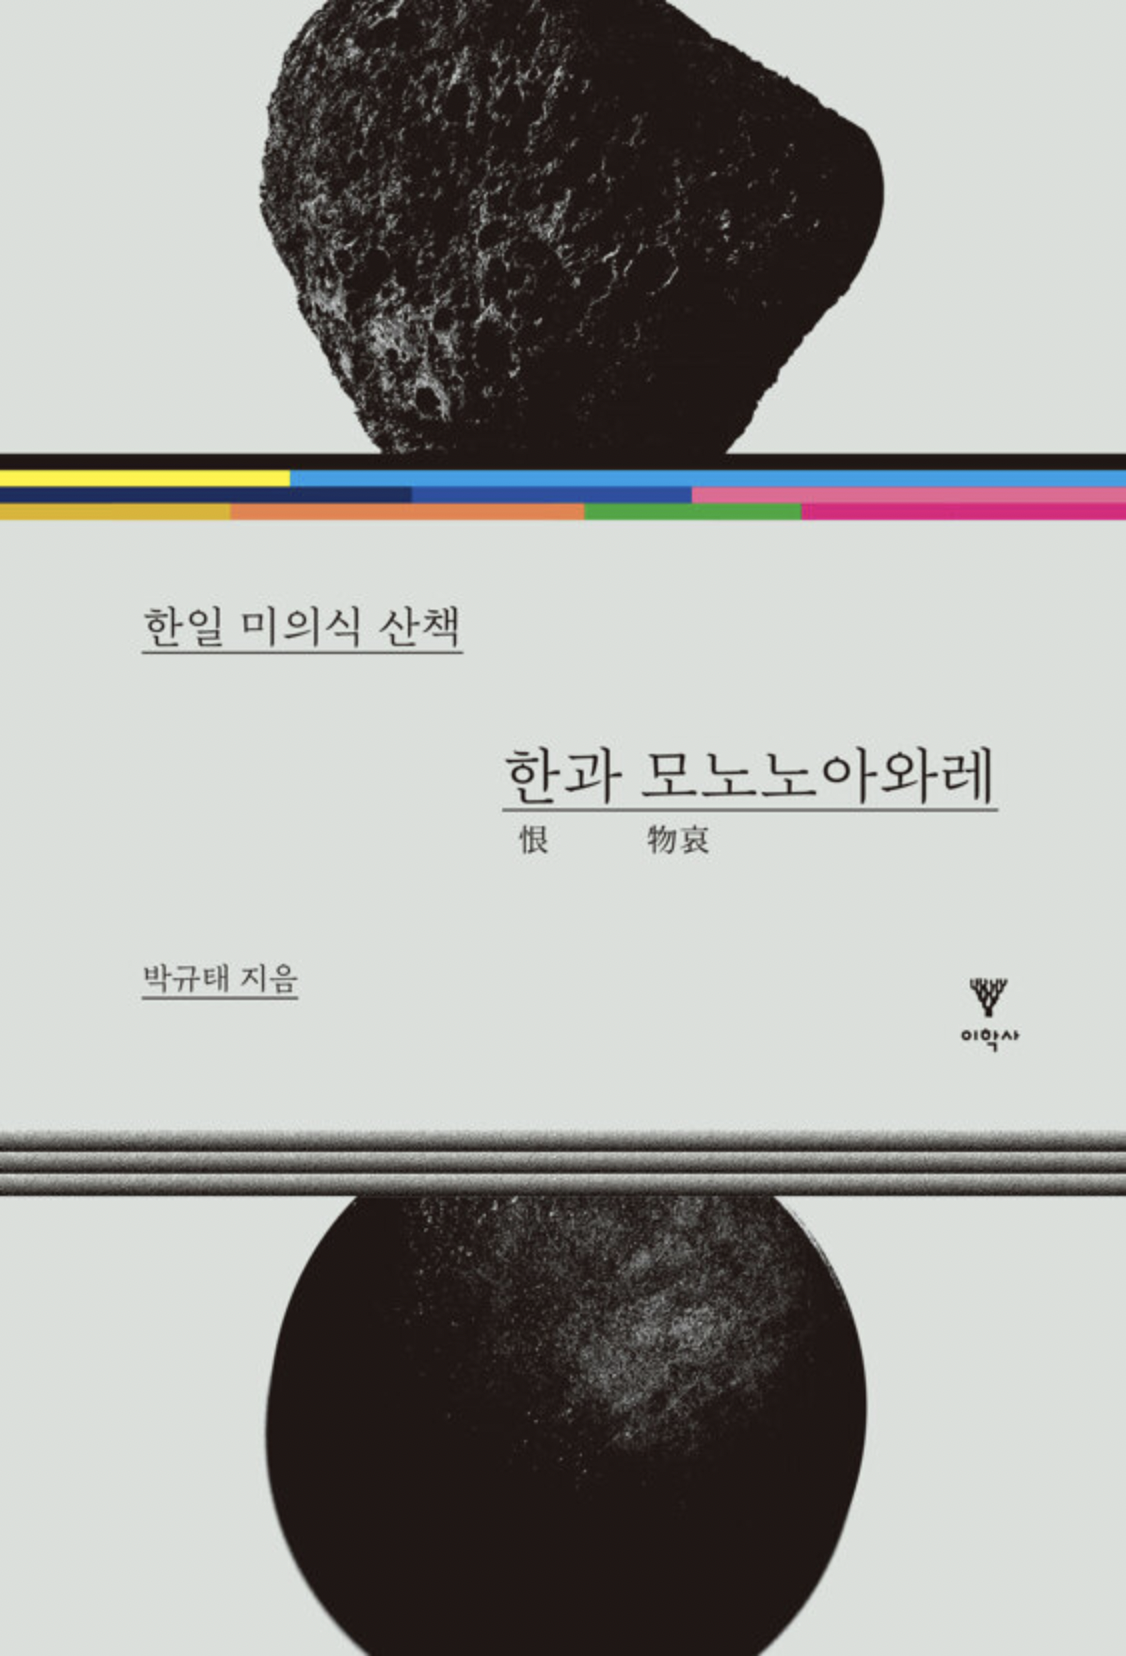 한일 미의식 산책
한과 모노노아와레
恨 物哀
박규태 지음
이학사